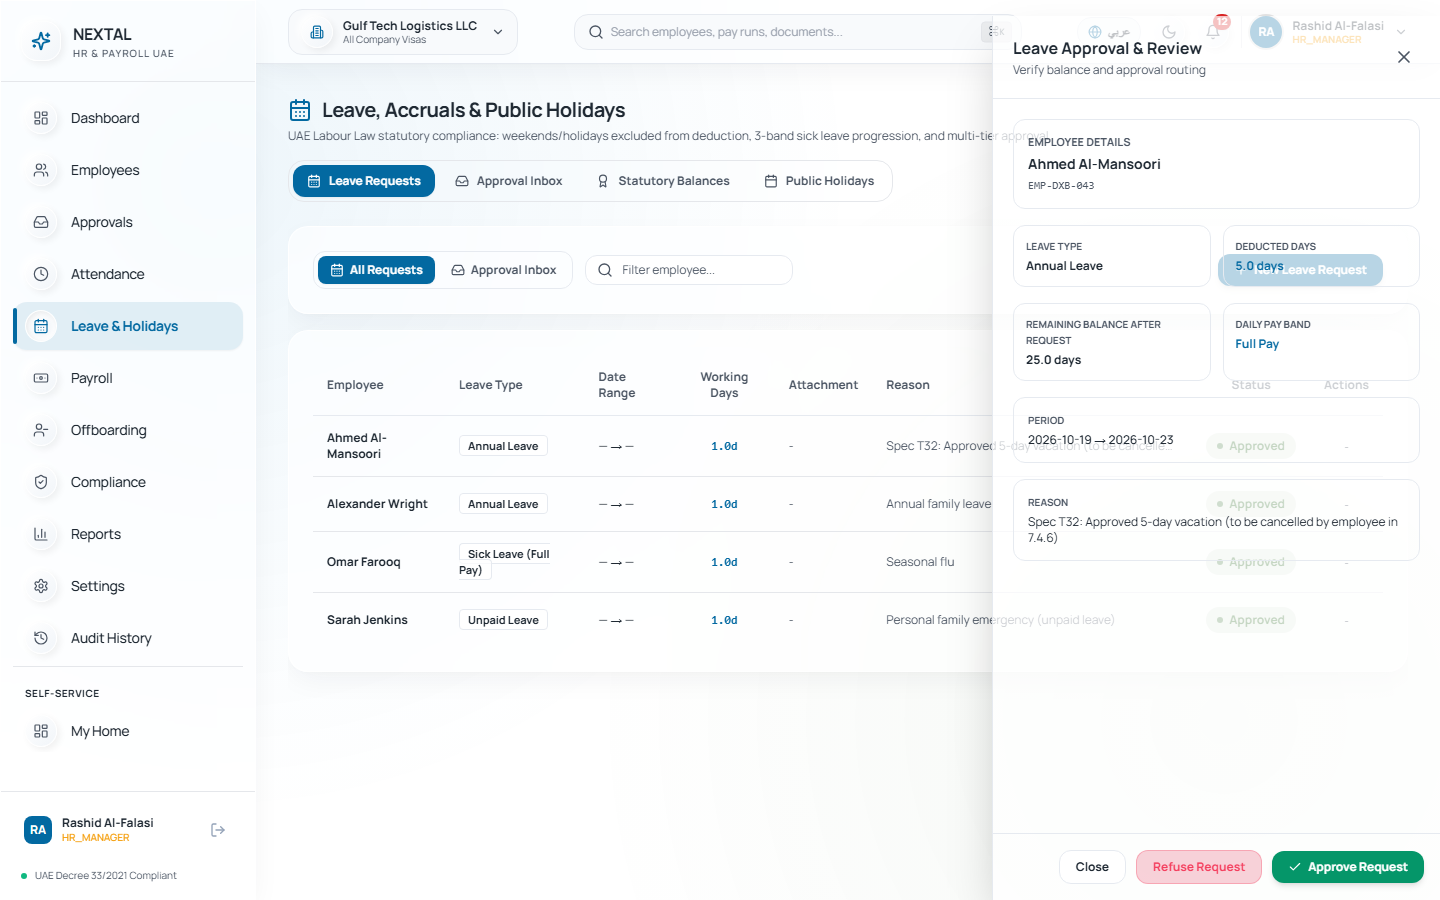 NEXTAL
HR & PAYROLL UAE
Dashboard
Employees
Approvals
Attendance
Leave & Holidays
Payroll
Offboarding
Compliance
Reports
Settings
Audit History
SELF-SERVICE
My Home
RA
Rashid Al-Falasi
HR_MANAGER
UAE Decree 33/2021 Compliant
Gulf Tech Logistics LLC
All Company Visas
Search employees, pay runs, documents...
⌘K
عربي
12
RA
Rashid Al-Falasi
HR_MANAGER
Leave, Accruals & Public Holidays
UAE Labour Law statutory compliance: weekends/holidays excluded from deduction, 3-band sick leave progression, and multi-tier approval
Leave Requests
Approval Inbox
Statutory Balances
Public Holidays
All Requests
Approval Inbox
Filter employee...
Leave Request
Employee
Leave Type
Date Range
Working Days
Attachment
Reason
Status
Actions
Ahmed Al-Mansoori
Annual Leave
— → —
1.0d
-
Spec T32: Approved 5-day vacation (to be cancelle...
Approved
-
Alexander Wright
Annual Leave
— → —
1.0d
-
Annual family leave
Approved
-
Omar Farooq
Sick Leave (Full Pay)
— → —
1.0d
-
Seasonal flu
Approved
-
Sarah Jenkins
Unpaid Leave
— → —
1.0d
-
Personal family emergency (unpaid leave)
Approved
-
Leave Approval & Review
Verify balance and approval routing
EMPLOYEE DETAILS
Ahmed Al-Mansoori
EMP-DXB-043
LEAVE TYPE
Annual Leave
DEDUCTED DAYS
5.0 days
REMAINING BALANCE AFTER
REQUEST
25.0 days
DAILY PAY BAND
Full Pay
PERIOD
2026-10-19 → 2026-10-23
REASON
Spec T32: Approved 5-day vacation (to be cancelled by employee in
7.4.6)
Close
Refuse Request
Approve Request